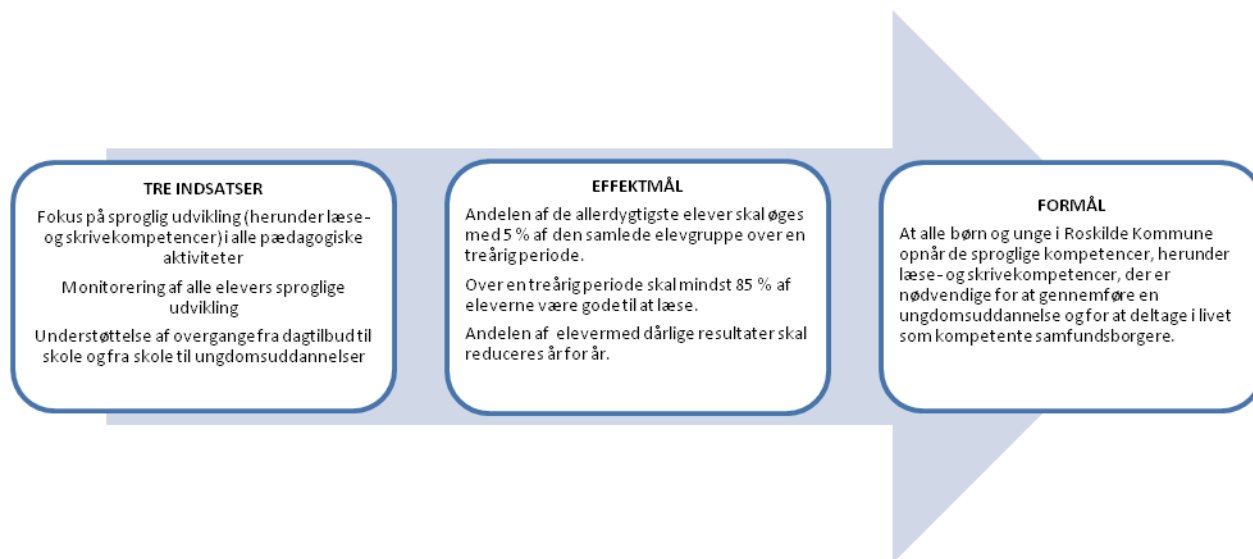 TRE INDSATSER
Fokus på sproglig udvikling (herunder læse-
og skrivekompetencer) i alle pædagogiske
aktiviteter
Monitorering af alle elevers sproglige
udvikling
Understøttelse af overgange fra dagtilbud til
skole og fra skole til ungdomsuddannelser
EFFEKTMÅL
Andelen af de allerdygtigste elever skal øges
med 5 % af den samlede elevgruppe over en
treårig periode.
Over en treårig periode skal mindst 85 % af
eleverne være gode til at læse.
Andelen af elever med dårlige resultater skal
reduceres år for år.
FORMÅL
At alle børn og unge i Roskilde Kommune
opnår de sproglige kompetencer, herunder
læse- og skrivekompetencer, der er
nødvendige for at gennemføre en
ungdomsuddannelse og for at deltage i livet
som kompetente samfundsborgere.